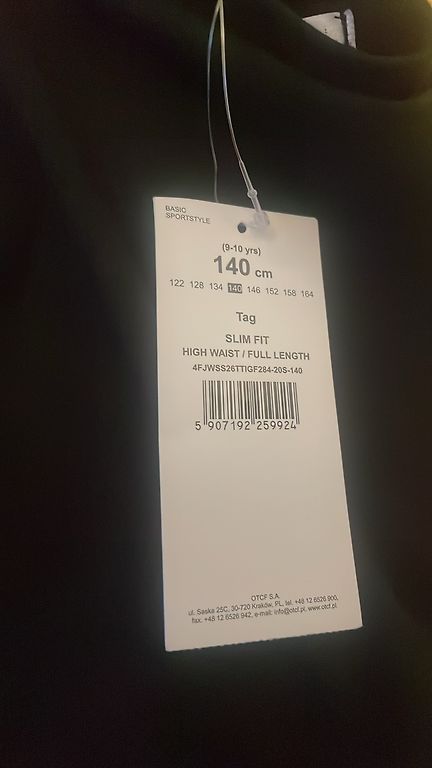 BASIC
SPORTSTYLE
(9-10 yrs)
140 cm
122 128 134 140 146 152 158 164
Tag
SLIM FIT
HIGH WAIST / FULL LENGTH
4FJWSS26TTIGF284-20S-140
5 907192 259924
OTCF S.A.
ul. Saska 25C, 30-720 Kraków, PL, tel. +48 12 6526 900,
fax. +48 12 6526 942, e-mail: info@otcf.pl, www.otcf.pl